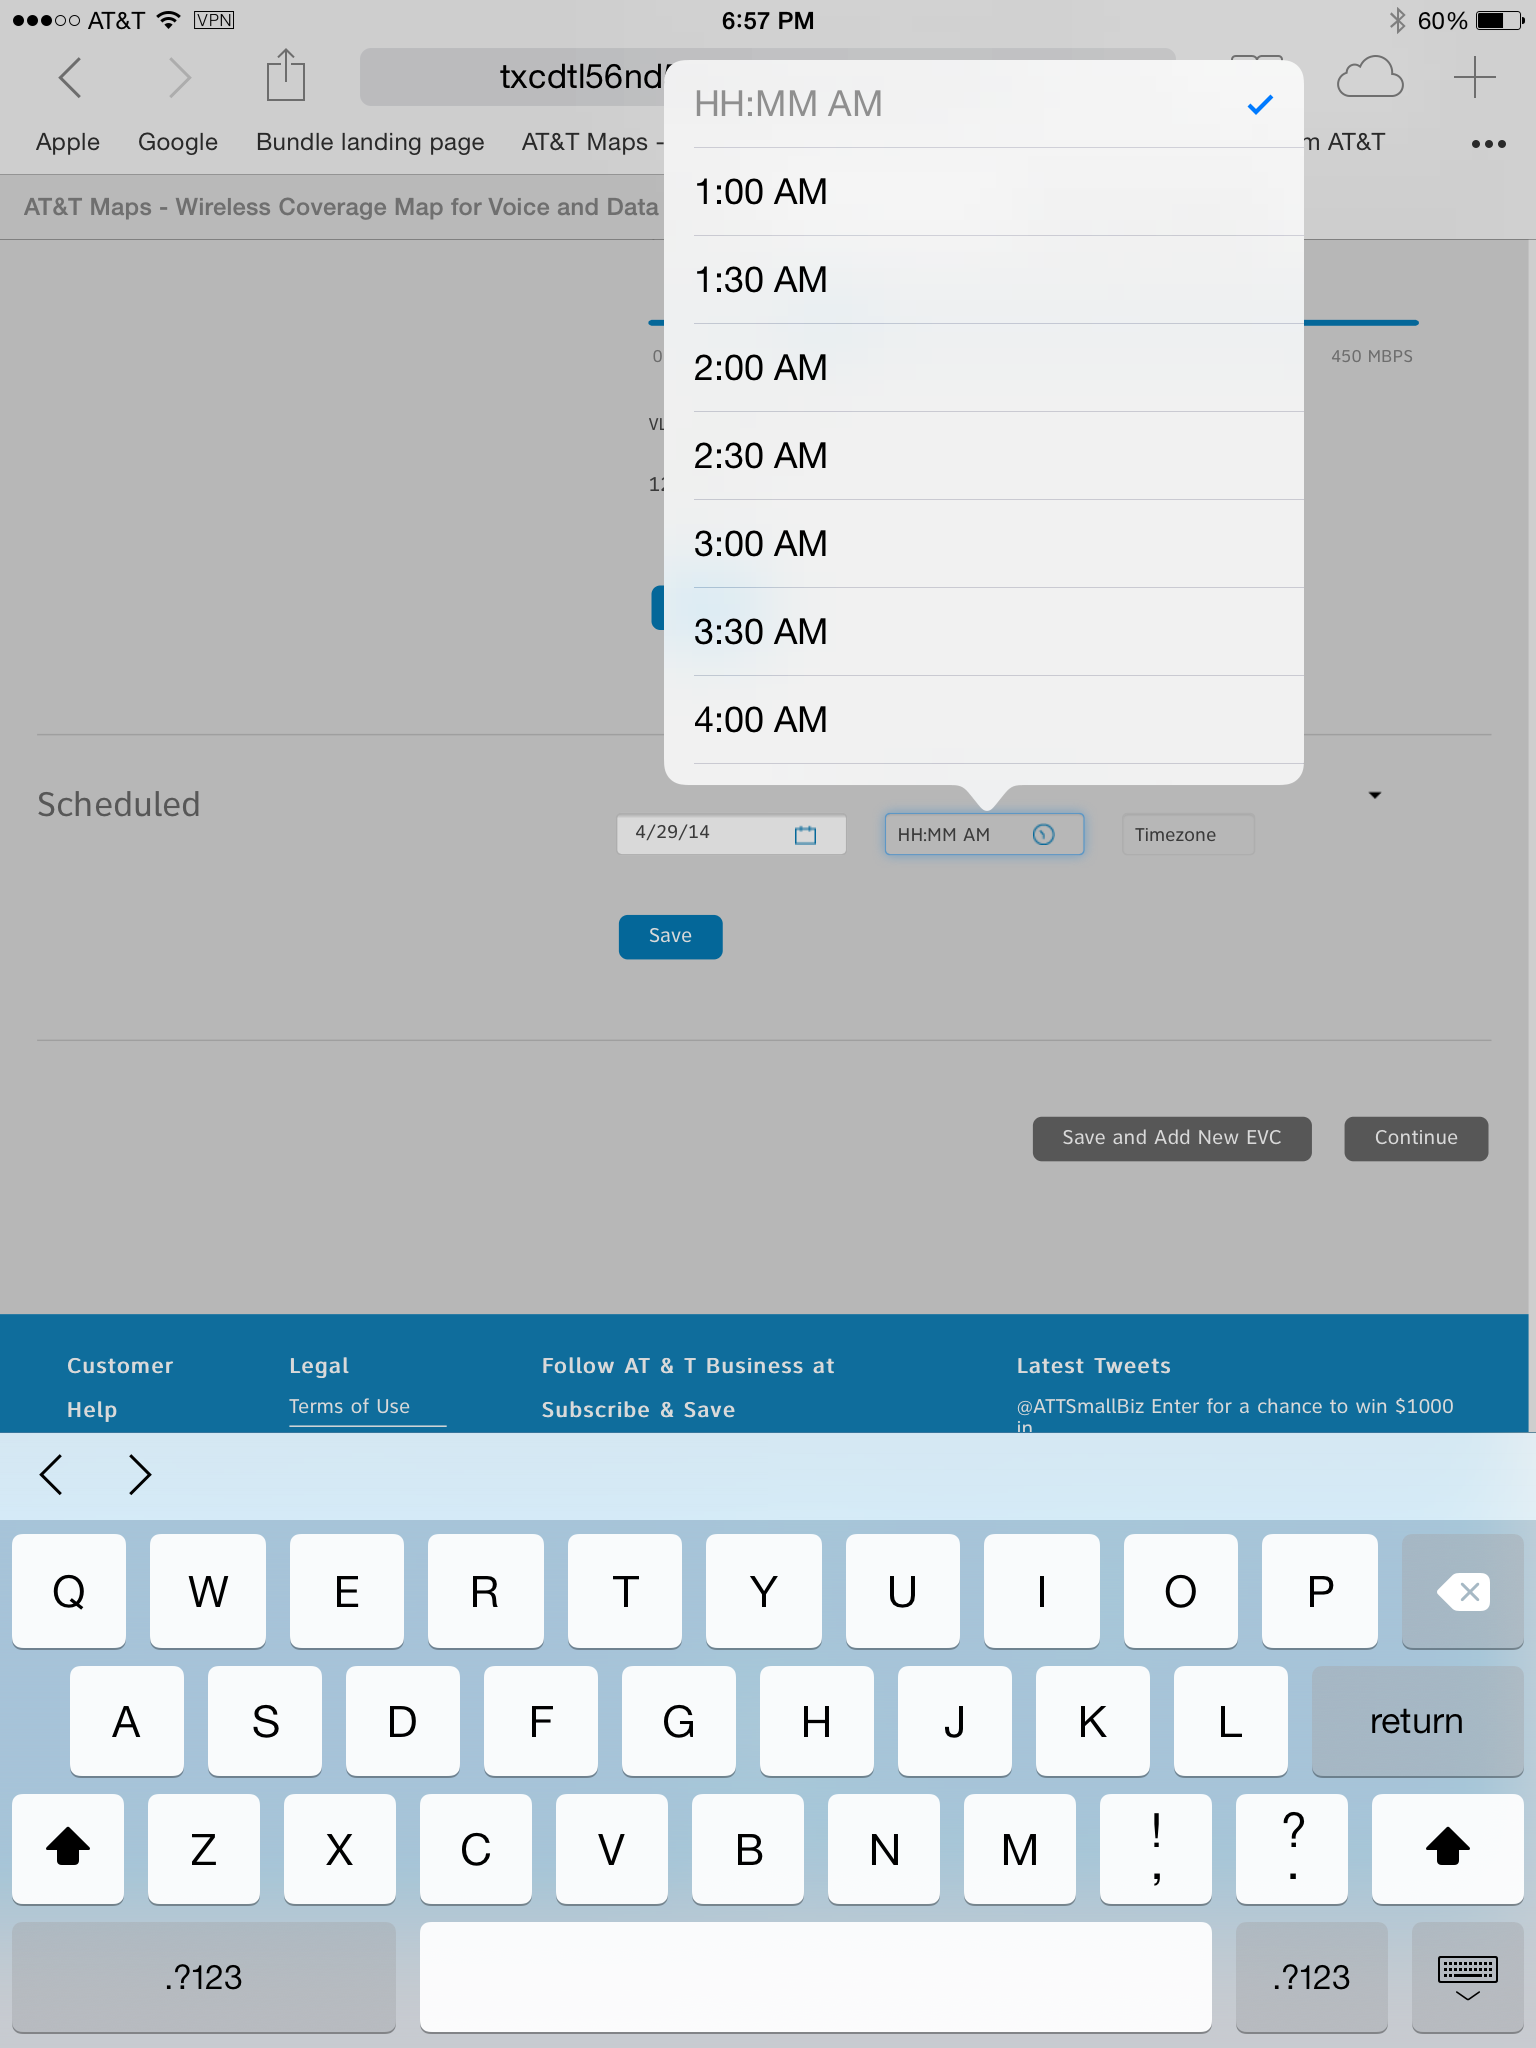 AT&T VPN 6:57 PM 60%
txcdtl56nd
Apple Google Bundle landing page AT&T Maps - AT&T
AT&T Maps - Wireless Coverage Map for Voice and Data
HH:MM AM
1:00 AM
1:30 AM
2:00 AM
2:30 AM
3:00 AM
3:30 AM
4:00 AM
0 450 MBPS
VL
12
Scheduled
4/29/14 HH:MM AM Timezone
Save
Save and Add New EVC Continue
Customer Legal Follow AT & T Business at Latest Tweets
Help Terms of Use Subscribe & Save @ATTSmallBiz Enter for a chance to win $1000
in
Q W E R T Y U I O P
A S D F G H J K L return
Z X C V B N M ! , ? .
.?123 .?123